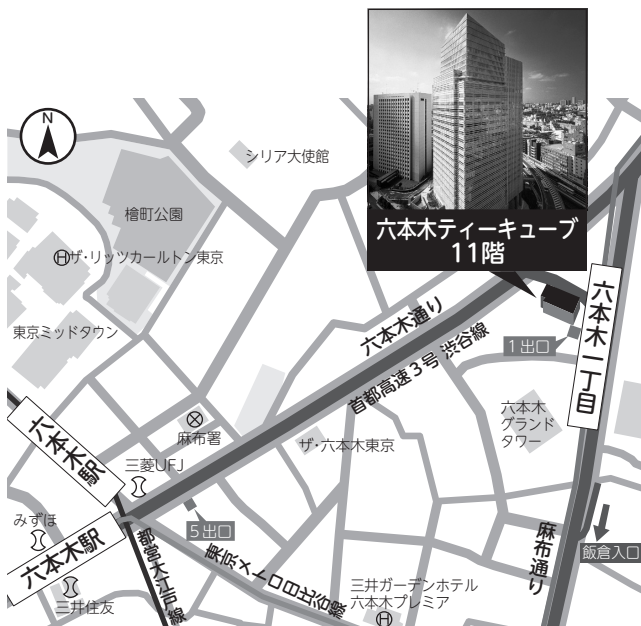 N
シリア大使館
檜町公園
六本木ティーキューブ
11階
Ⓗザ・リッツカールトン東京
東京ミッドタウン
六本木通り
首都高速3号 渋谷線
六本木一丁目
1出口
六本木
グランド
タワー
麻布署
ザ・六本木東京
三菱UFJ
六本木駅
5出口
みずほ
六本木駅
都営大江戸線
東京メトロ日比谷線
麻布通り
飯倉入口
三井住友
三井ガーデンホテル
六本木プレミア
Ⓗ